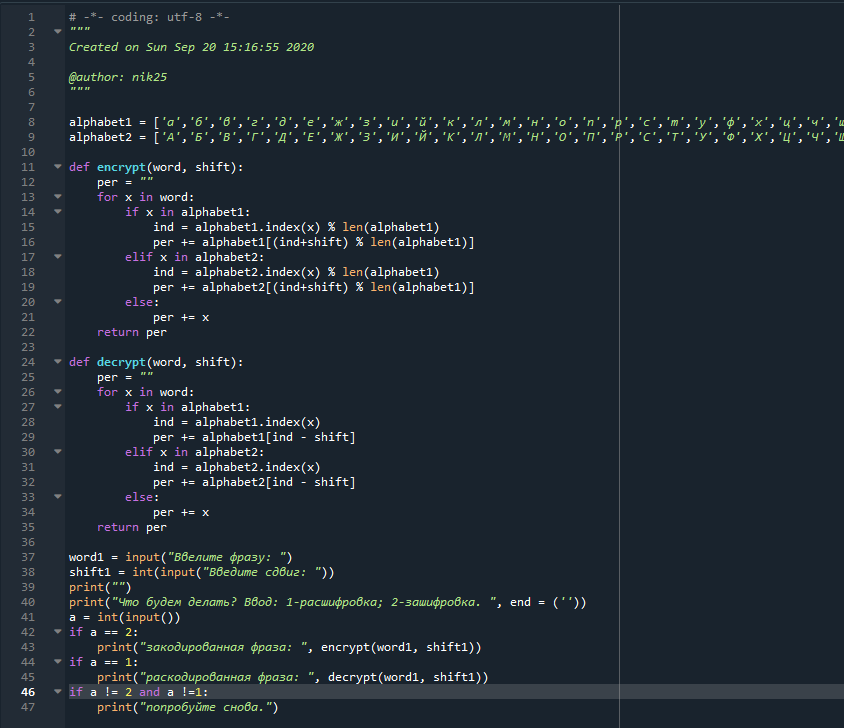 1 # -*- coding: utf-8 -*-
2 """
3 Created on Sun Sep 20 15:16:55 2020
4
5 @author: nik25
6 """
7
8 alphabet1 = ['а','б','в','г','д','е','ж','з','и','й','к','л','м','н','о','п','р','с','т','у','ф','х','ц','ч','ш
9 alphabet2 = ['А','Б','В','Г','Д','Е','Ж','З','И','Й','К','Л','М','Н','О','П','Р','С','Т','У','Ф','Х','Ц','Ч','Ш
10
11 def encrypt(word, shift):
12 per = ""
13 for x in word:
14 if x in alphabet1:
15 ind = alphabet1.index(x) % len(alphabet1)
16 per += alphabet1[(ind+shift) % len(alphabet1)]
17 elif x in alphabet2:
18 ind = alphabet2.index(x) % len(alphabet1)
19 per += alphabet2[(ind+shift) % len(alphabet1)]
20 else:
21 per += x
22 return per
23
24 def decrypt(word, shift):
25 per = ""
26 for x in word:
27 if x in alphabet1:
28 ind = alphabet1.index(x)
29 per += alphabet1[ind - shift]
30 elif x in alphabet2:
31 ind = alphabet2.index(x)
32 per += alphabet2[ind - shift]
33 else:
34 per += x
35 return per
36
37 word1 = input("Ввелите фразу: ")
38 shift1 = int(input("Введите сдвиг: "))
39 print("")
40 print("Что будем делать? Ввод: 1-расшифровка; 2-зашифровка. ", end = (''))
41 a = int(input())
42 if a == 2:
43 print("закодированная фраза: ", encrypt(word1, shift1))
44 if a == 1:
45 print("раскодированная фраза: ", decrypt(word1, shift1))
46 if a != 2 and a !=1:
47 print("попробуйте снова.")